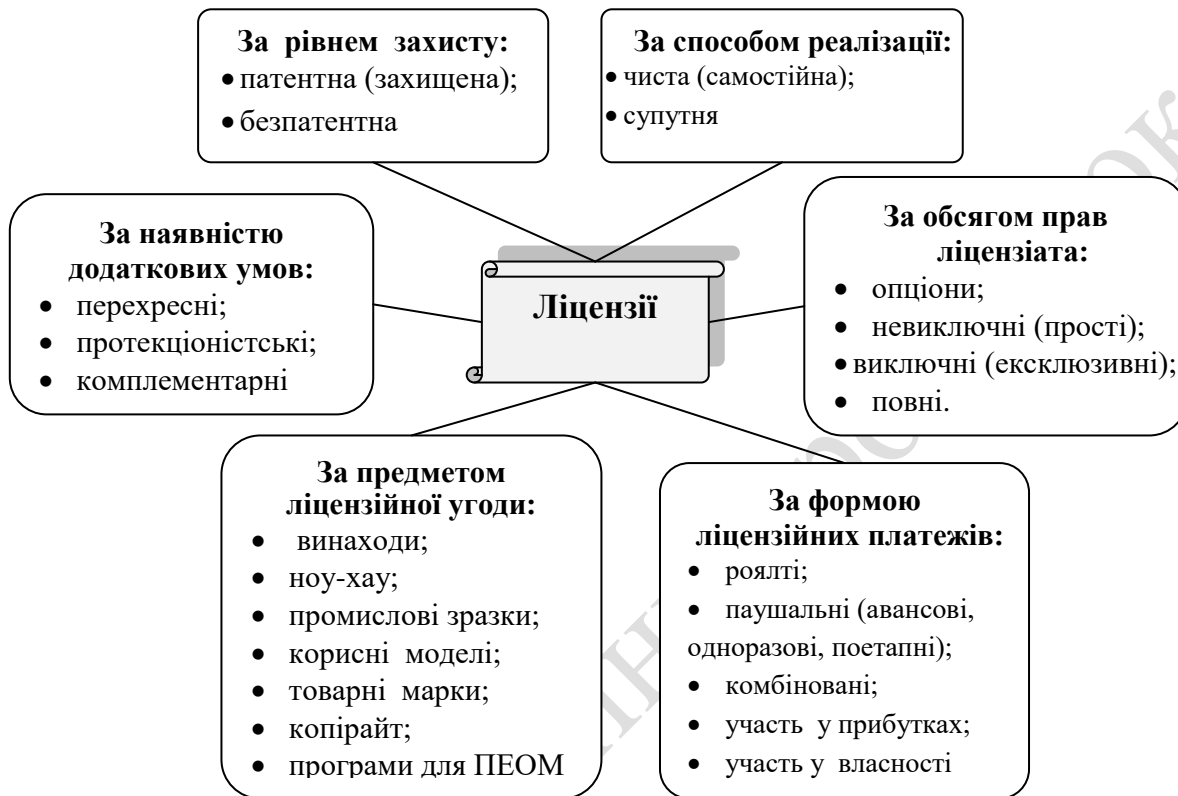 За рівнем захисту:
• патентна (захищена);
• безпатентна
За способом реалізації:
• чиста (самостійна);
• супутня
За наявністю
додаткових умов:
• перехресні;
• протекціоністські;
• комплементарні
Ліцензії
За обсягом прав
ліцензіата:
• опціони;
• невиключні (прості);
• виключні (ексклюзивні);
• повні.
За предметом
ліцензійної угоди:
• винаходи;
• ноу-хау;
• промислові зразки;
• корисні моделі;
• товарні марки;
• копірайт;
• програми для ПЕОМ
За формою
ліцензійних платежів:
• роялті;
• паушальні (авансові,
одноразові, поетапні);
• комбіновані;
• участь у прибутках;
• участь у власності